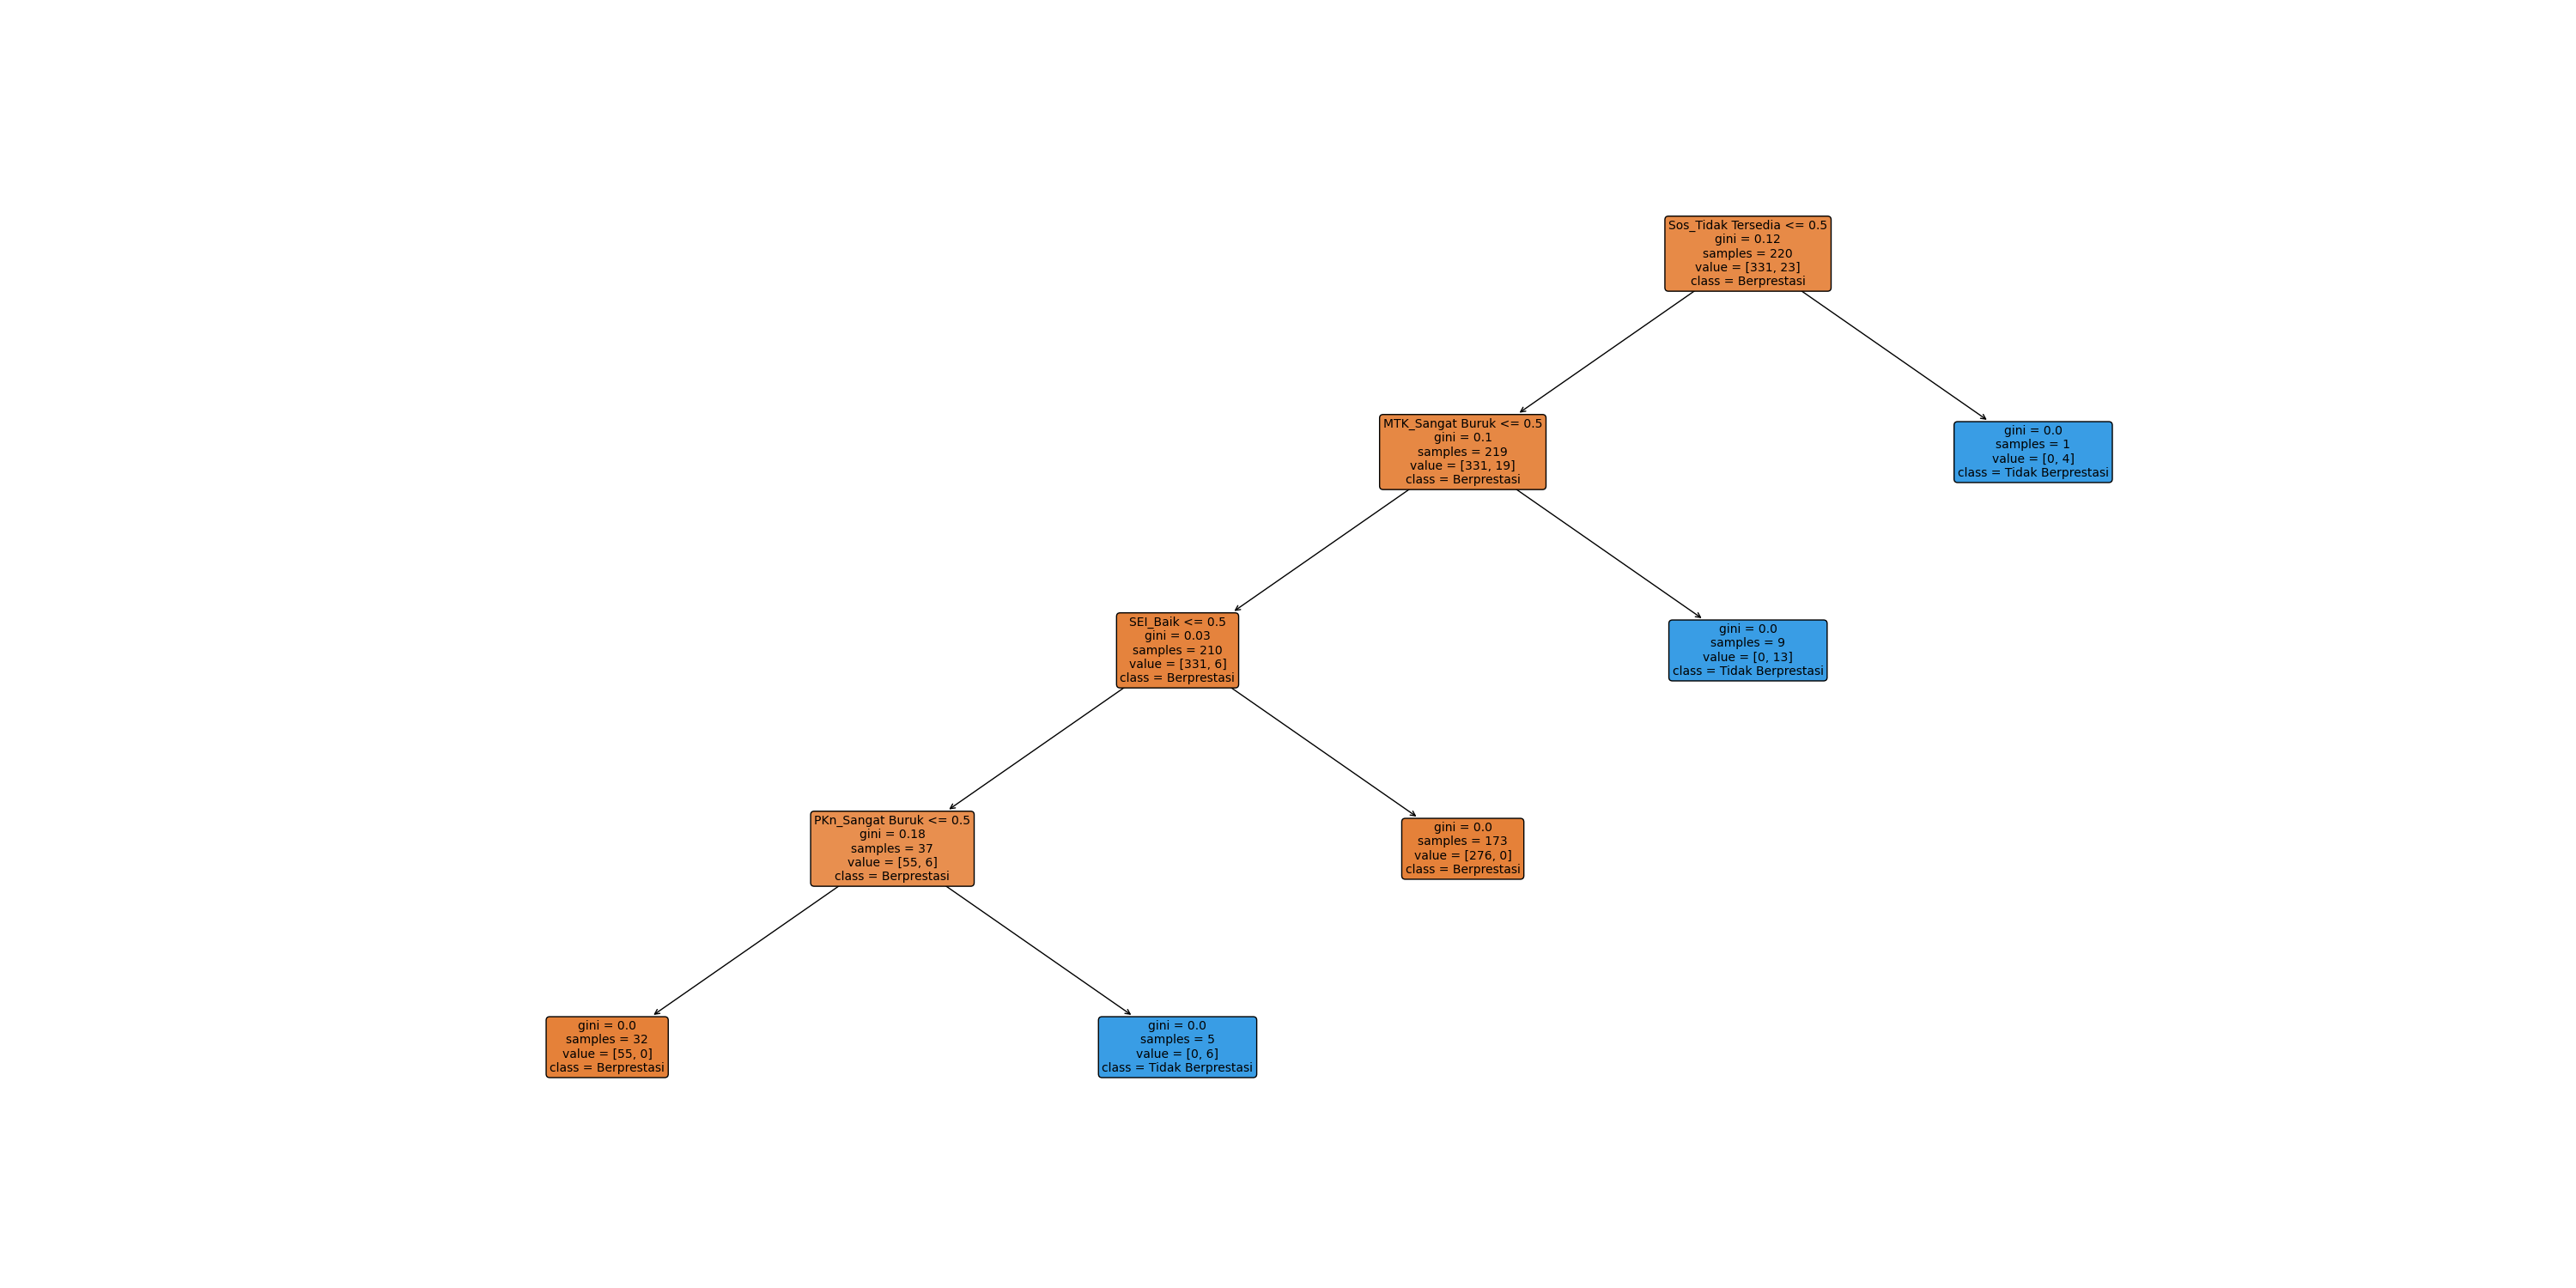 Sos_Tidak Tersedia <= 0.5
gini = 0.12
samples = 220
value = [331, 23]
class = Berprestasi
MTK_Sangat Buruk <= 0.5
gini = 0.1
samples = 219
value = [331, 19]
class = Berprestasi
gini = 0.0
samples = 1
value = [0, 4]
class = Tidak Berprestasi
SEI_Baik <= 0.5
gini = 0.03
samples = 210
value = [331, 6]
class = Berprestasi
gini = 0.0
samples = 9
value = [0, 13]
class = Tidak Berprestasi
PKn_Sangat Buruk <= 0.5
gini = 0.18
samples = 37
value = [55, 6]
class = Berprestasi
gini = 0.0
samples = 173
value = [276, 0]
class = Berprestasi
gini = 0.0
samples = 32
value = [55, 0]
class = Berprestasi
gini = 0.0
samples = 5
value = [0, 6]
class = Tidak Berprestasi